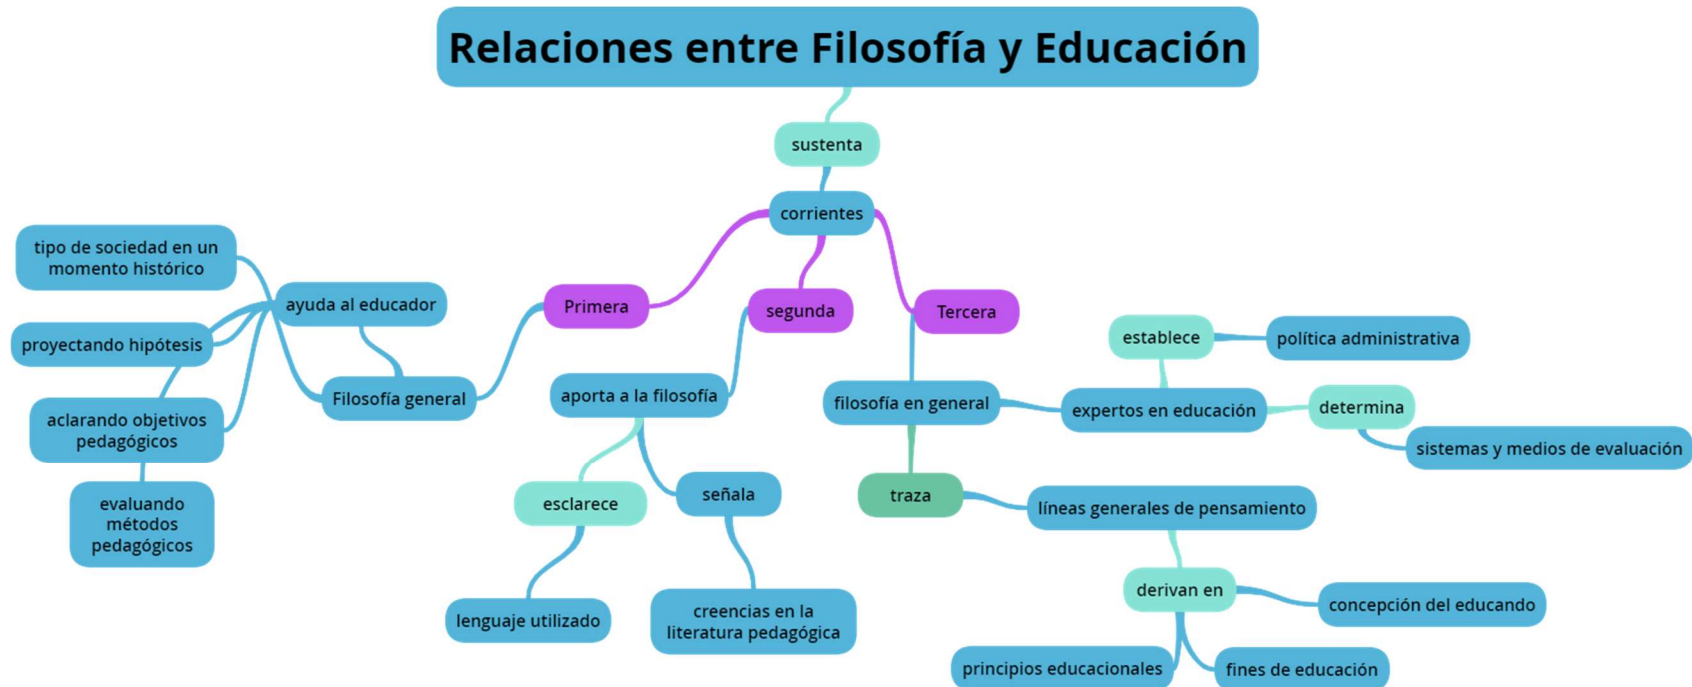 Relaciones entre Filosofía y Educación
sustenta
corrientes
Primera
segunda
Tercera
Filosofía general
ayuda al educador
tipo de sociedad en un
momento histórico
proyectando hipótesis
aclarando objetivos
pedagógicos
evaluando
métodos
pedagógicos
aporta a la filosofía
esclarece
lenguaje utilizado
señala
creencias en la
literatura pedagógica
filosofía en general
expertos en educación
establece
política administrativa
determina
sistemas y medios de evaluación
traza
líneas generales de pensamiento
derivan en
concepción del educando
principios educacionales
fines de educación